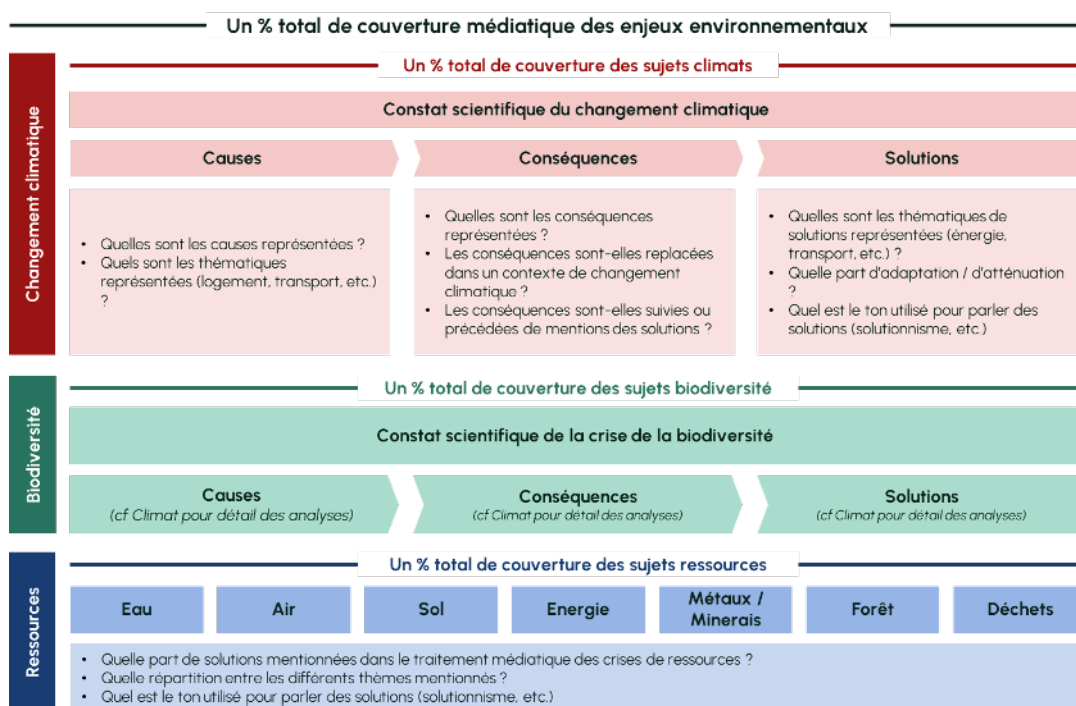 Un % total de couverture médiatique des enjeux environnementaux
Changement climatique
Un % total de couverture des sujets climats
Constat scientifique du changement climatique
Causes
Conséquences
Solutions
• Quelles sont les causes représentées ?
• Quels sont les thématiques
représentées (logement, transport, etc.)
?
• Quelles sont les conséquences
représentées ?
• Les conséquences sont-elles replacées
dans un contexte de changement
climatique ?
• Les conséquences sont-elles suivies ou
précédées de mentions des solutions ?
• Quelles sont les thématiques de
solutions représentées (énergie,
transport, etc.) ?
• Quelle part d'adaptation / d'atténuation
?
• Quel est le ton utilisé pour parler des
solutions (solutionnisme, etc.)
Biodiversité
Un % total de couverture des sujets biodiversité
Constat scientifique de la crise de la biodiversité
Causes
(cf Climat pour détail des analyses)
Conséquences
(cf Climat pour détail des analyses)
Solutions
(cf Climat pour détail des analyses)
Ressources
Un % total de couverture des sujets ressources
Eau
Air
Sol
Energie
Métaux /
Minerais
Forêt
Déchets
• Quelle part de solutions mentionnées dans le traitement médiatique des crises de ressources ?
• Quelle répartition entre les différents thèmes mentionnés ?
• Quel est le ton utilisé pour parler des solutions (solutionnisme, etc.)